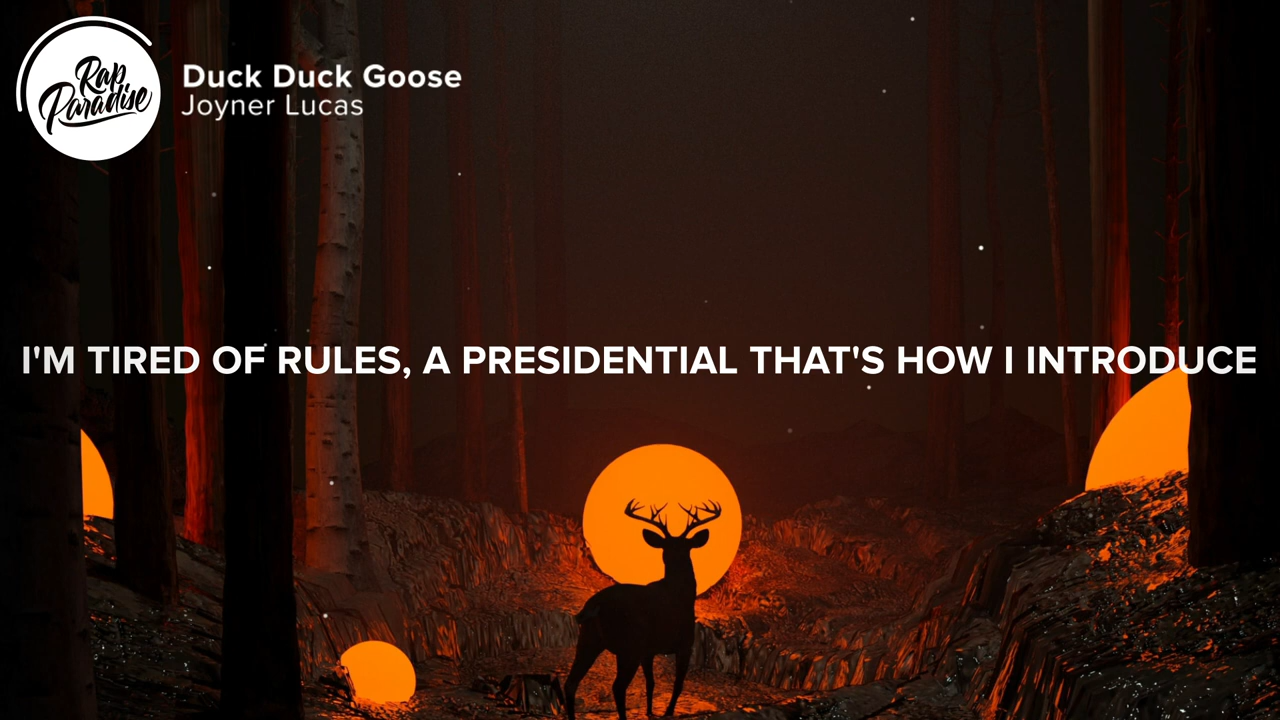 Rap
Paradise
Duck Duck Goose
Joyner Lucas
I'M TIRED OF RULES, A PRESIDENTIAL THAT'S HOW I INTRODUCE